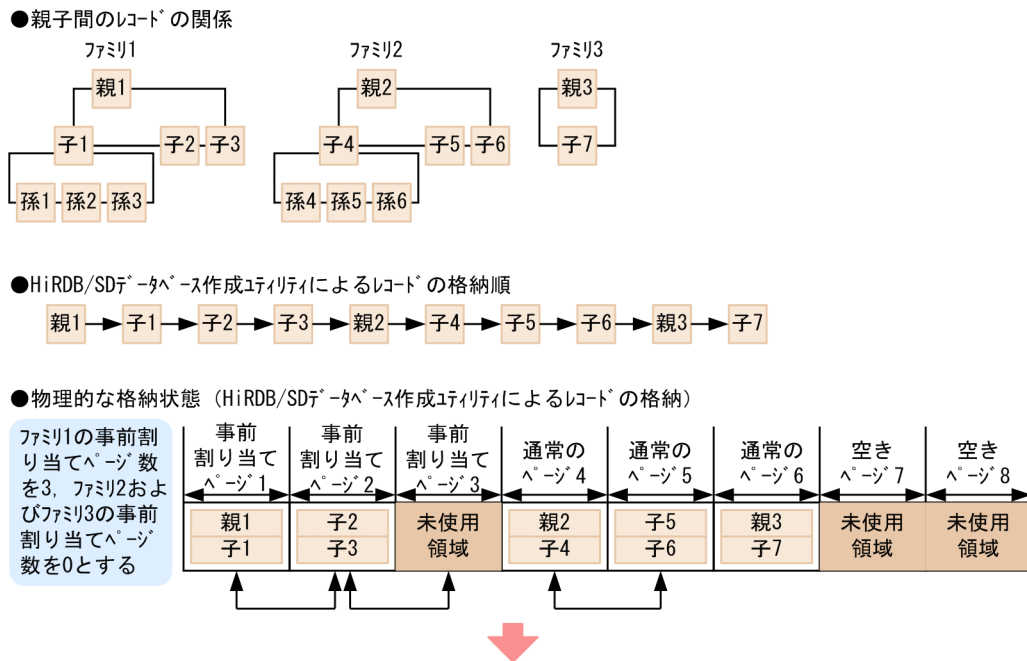 ●親子間のﾚｺｰﾄﾞの関係
ﾌｧﾐﾘ1
ﾌｧﾐﾘ2
ﾌｧﾐﾘ3
親1
親2
親3
子1
子2
子3
子4
子5
子6
子7
孫1
孫2
孫3
孫4
孫5
孫6
●HiRDB/SDﾃﾞｰﾀﾍﾞｰｽ作成ﾕﾃｨﾘﾃｨによるﾚｺｰﾄﾞの格納順
親1
子1
子2
子3
親2
子4
子5
子6
親3
子7
●物理的な格納状態（HiRDB/SDﾃﾞｰﾀﾍﾞｰｽ作成ﾕﾃｨﾘﾃｨによるﾚｺｰﾄﾞの格納）
ﾌｧﾐﾘ1の事前割
り当てﾍﾟｰｼﾞ数
を3，ﾌｧﾐﾘ2およ
びﾌｧﾐﾘ3の事前
割り当てﾍﾟｰｼﾞ
数を0とする
事前
割り当て
ﾍﾟｰｼﾞ1
事前
割り当て
ﾍﾟｰｼﾞ2
事前
割り当て
ﾍﾟｰｼﾞ3
通常の
ﾍﾟｰｼﾞ4
通常の
ﾍﾟｰｼﾞ5
通常の
ﾍﾟｰｼﾞ6
空き
ﾍﾟｰｼﾞ7
空き
ﾍﾟｰｼﾞ8
親1
子1
子2
子3
未使用
領域
親2
子4
子5
子6
親3
子7
未使用
領域
未使用
領域